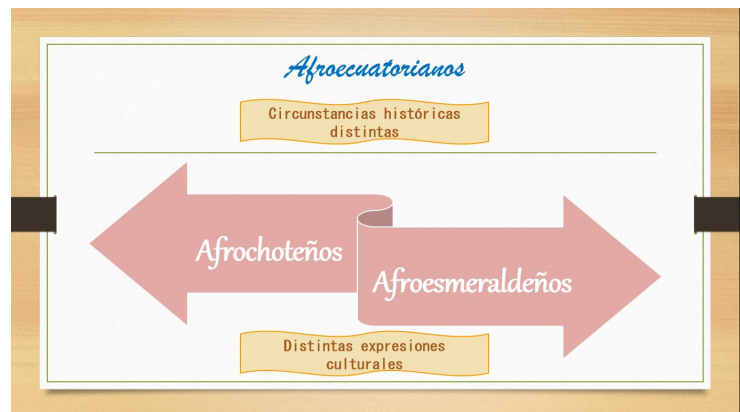 Afroecuatorianos
Circunstancias históricas
distintas
Afrochoteños
Afroesmeraldeños
Distintas expresiones
culturales